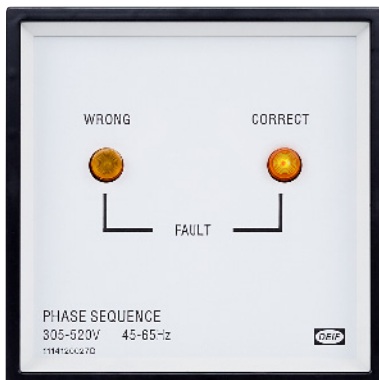 WRONG CORRECT
FAULT
PHASE SEQUENCE
305-520V 45-65Hz
DEIF